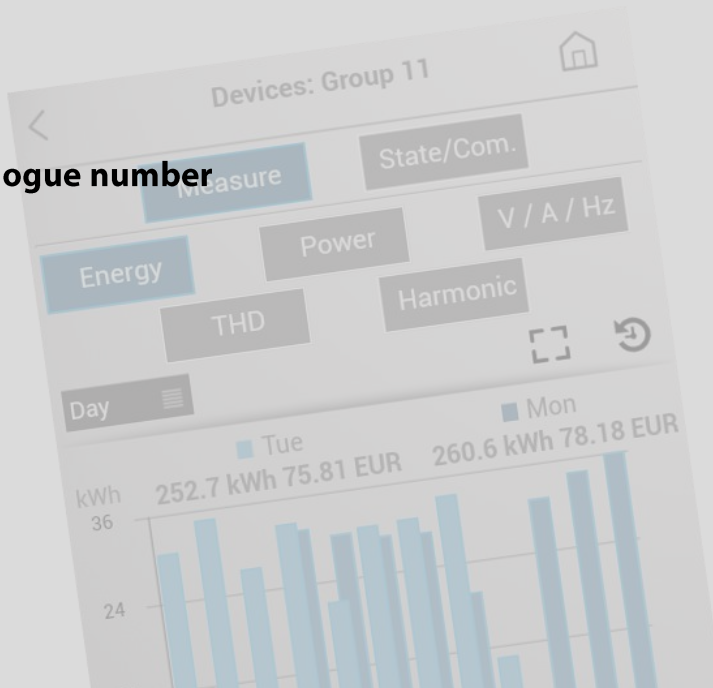 Devices: Group 11
ogue number
Measure
State/Com.
Energy
Power
V / A / Hz
THD
Harmonic
Day
Tue
Mon
252.7 kWh 75.81 EUR
260.6 kWh 78.18 EUR
kWh
36
24